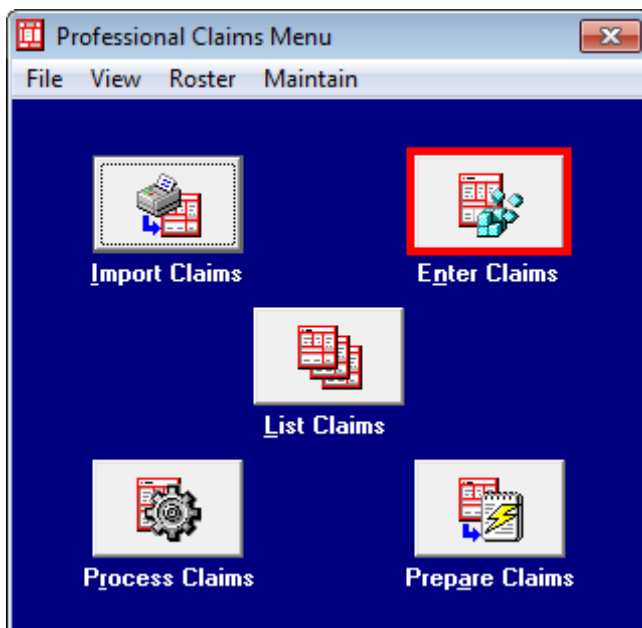 Professional Claims Menu
File View Roster Maintain
Import Claims Enter Claims
List Claims
Process Claims Prepare Claims